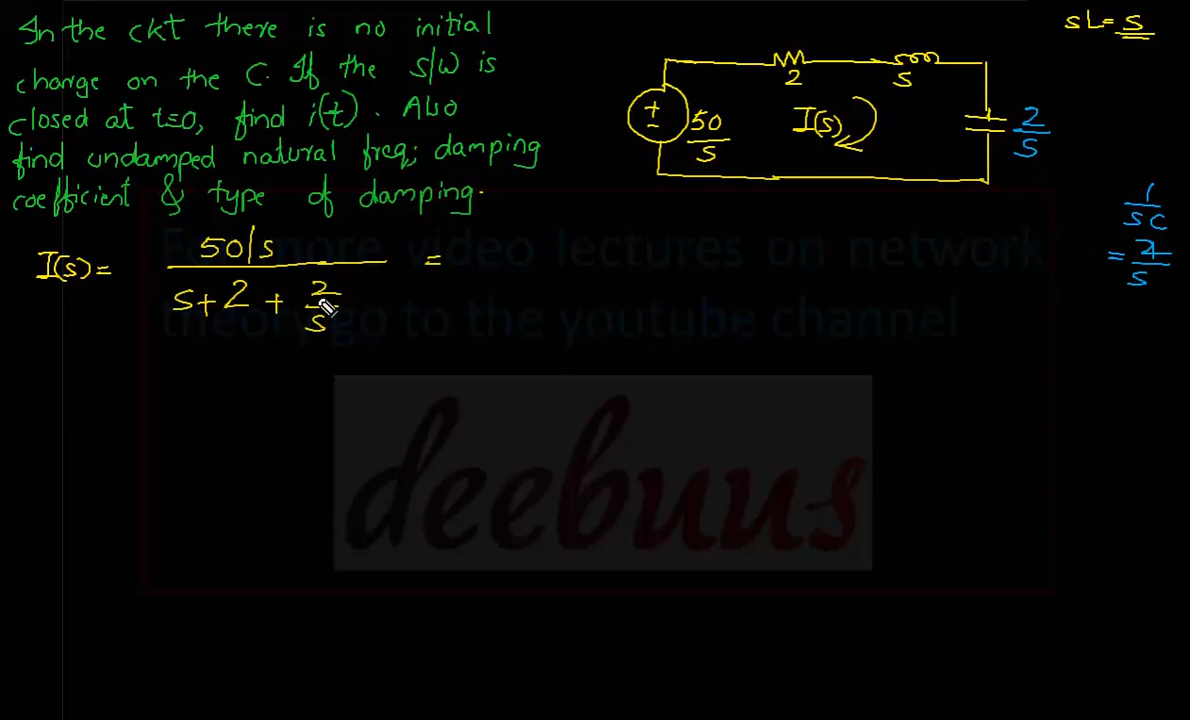 In the ckt there is no initial
charge on the C. If the s/w is
closed at t=0, find i(t). Also
find undamped natural freq; damping
coefficient & type of damping.
sL = s
2
s
+
-
50/s
I(s)
2/s
1/sC
= 2/s
I(s) = 50/s / (s + 2 + 2/s) =
For more video lectures on network
theory go to the youtube channel
deebuus